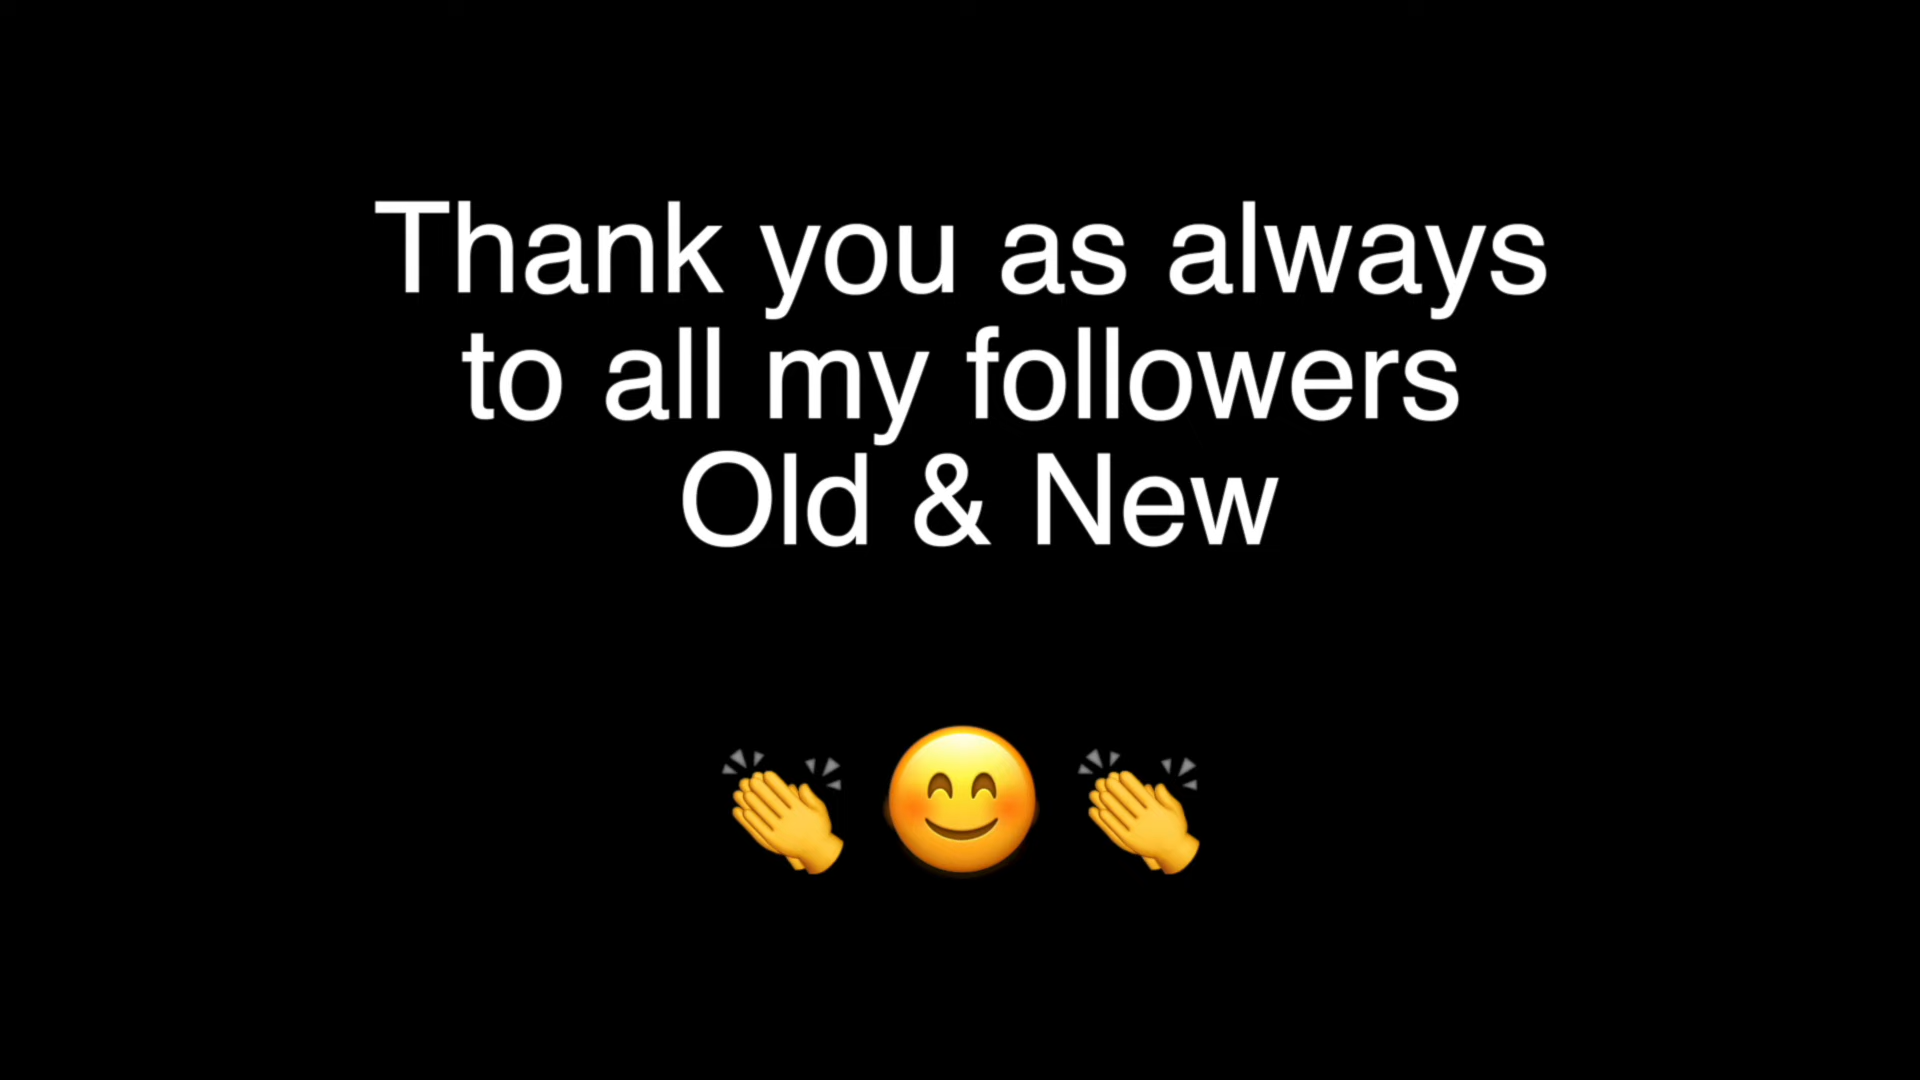 Thank you as always
to all my followers
Old & New
👏 😊 👏